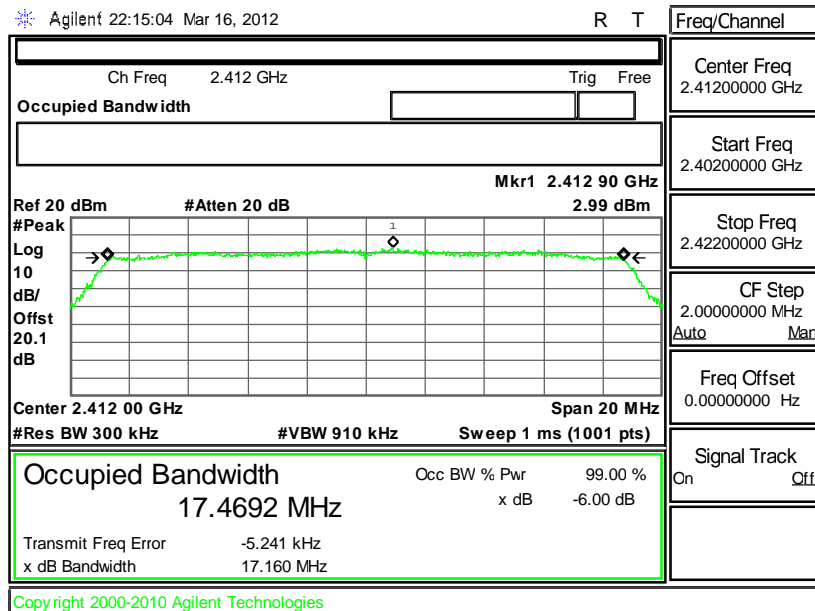 Agilent 22:15:04 Mar 16, 2012 R T
Ch Freq 2.412 GHz Trig Free
Occupied Bandwidth
Mkr1 2.412 90 GHz
Ref 20 dBm #Atten 20 dB 2.99 dBm
#Peak
Log
10
dB/
Offst
20.1
dB
1
Center 2.412 00 GHz Span 20 MHz
#Res BW 300 kHz #VBW 910 kHz Sweep 1 ms (1001 pts)
Occupied Bandwidth
17.4692 MHz
Occ BW % Pwr 99.00 %
x dB -6.00 dB
Transmit Freq Error -5.241 kHz
x dB Bandwidth 17.160 MHz
Freq/Channel
Center Freq
2.41200000 GHz
Start Freq
2.40200000 GHz
Stop Freq
2.42200000 GHz
CF Step
2.00000000 MHz
Auto Man
Freq Offset
0.00000000 Hz
Signal Track
On Off
Copyright 2000-2010 Agilent Technologies